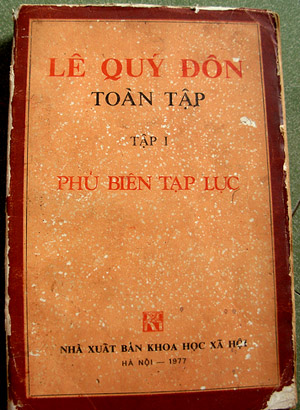 LÊ QUÝ ĐÔN
TOÀN TẬP
TẬP I
PHỦ BIÊN TẠP LỤC
NHÀ XUẤT BẢN KHOA HỌC XÃ HỘI
HÀ NỘI — 1977